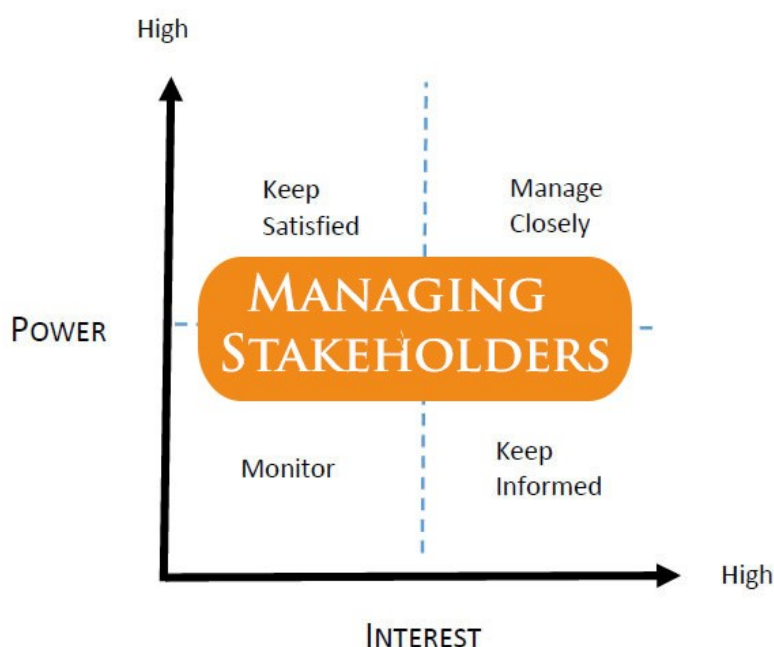 High
Keep
Satisfied
Manage
Closely
MANAGING
STAKEHOLDERS
POWER
Monitor
Keep
Informed
High
INTEREST